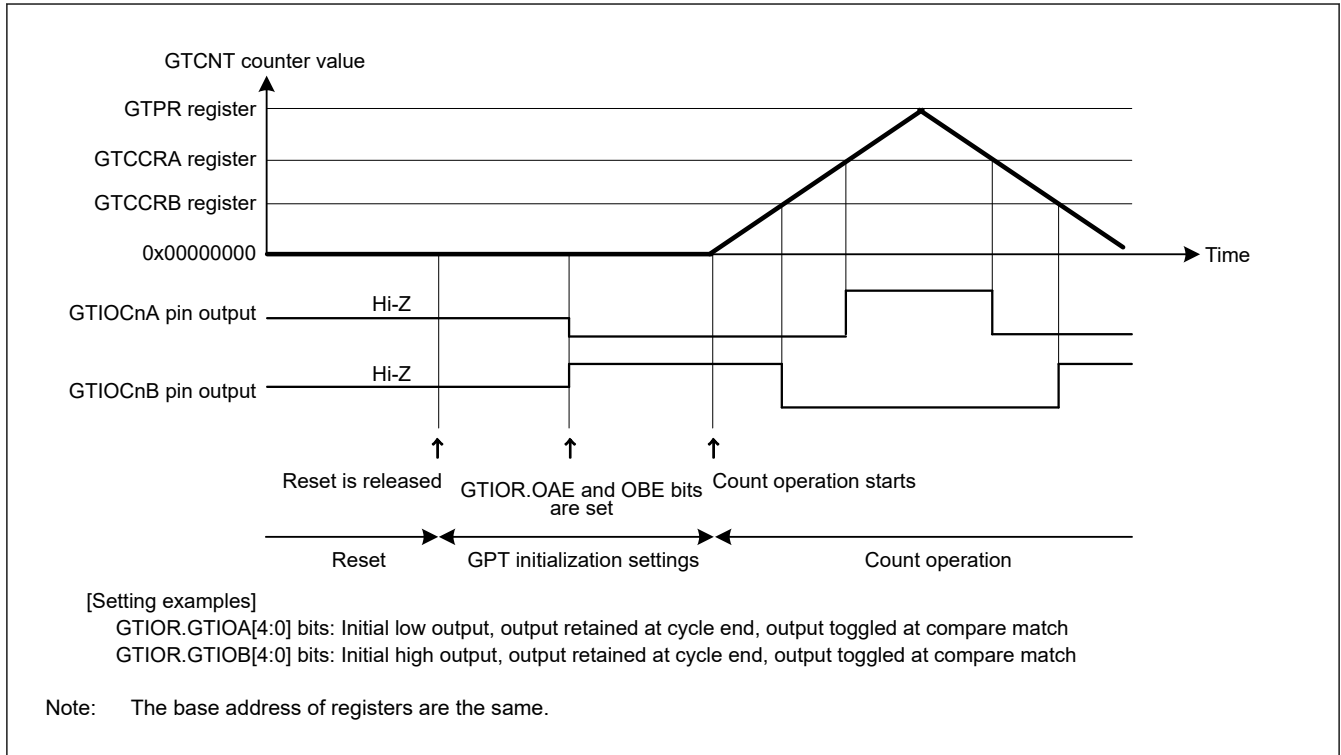 GTCNT counter value
GTPR register
GTCCRA register
GTCCRB register
0x00000000
Time
GTIOCnA pin output
Hi-Z
GTIOCnB pin output
Hi-Z
Reset is released
GTIOR.OAE and OBE bits
are set
Count operation starts
Reset
GPT initialization settings
Count operation
[Setting examples]
GTIOR.GTIOA[4:0] bits: Initial low output, output retained at cycle end, output toggled at compare match
GTIOR.GTIOB[4:0] bits: Initial high output, output retained at cycle end, output toggled at compare match
Note: The base address of registers are the same.